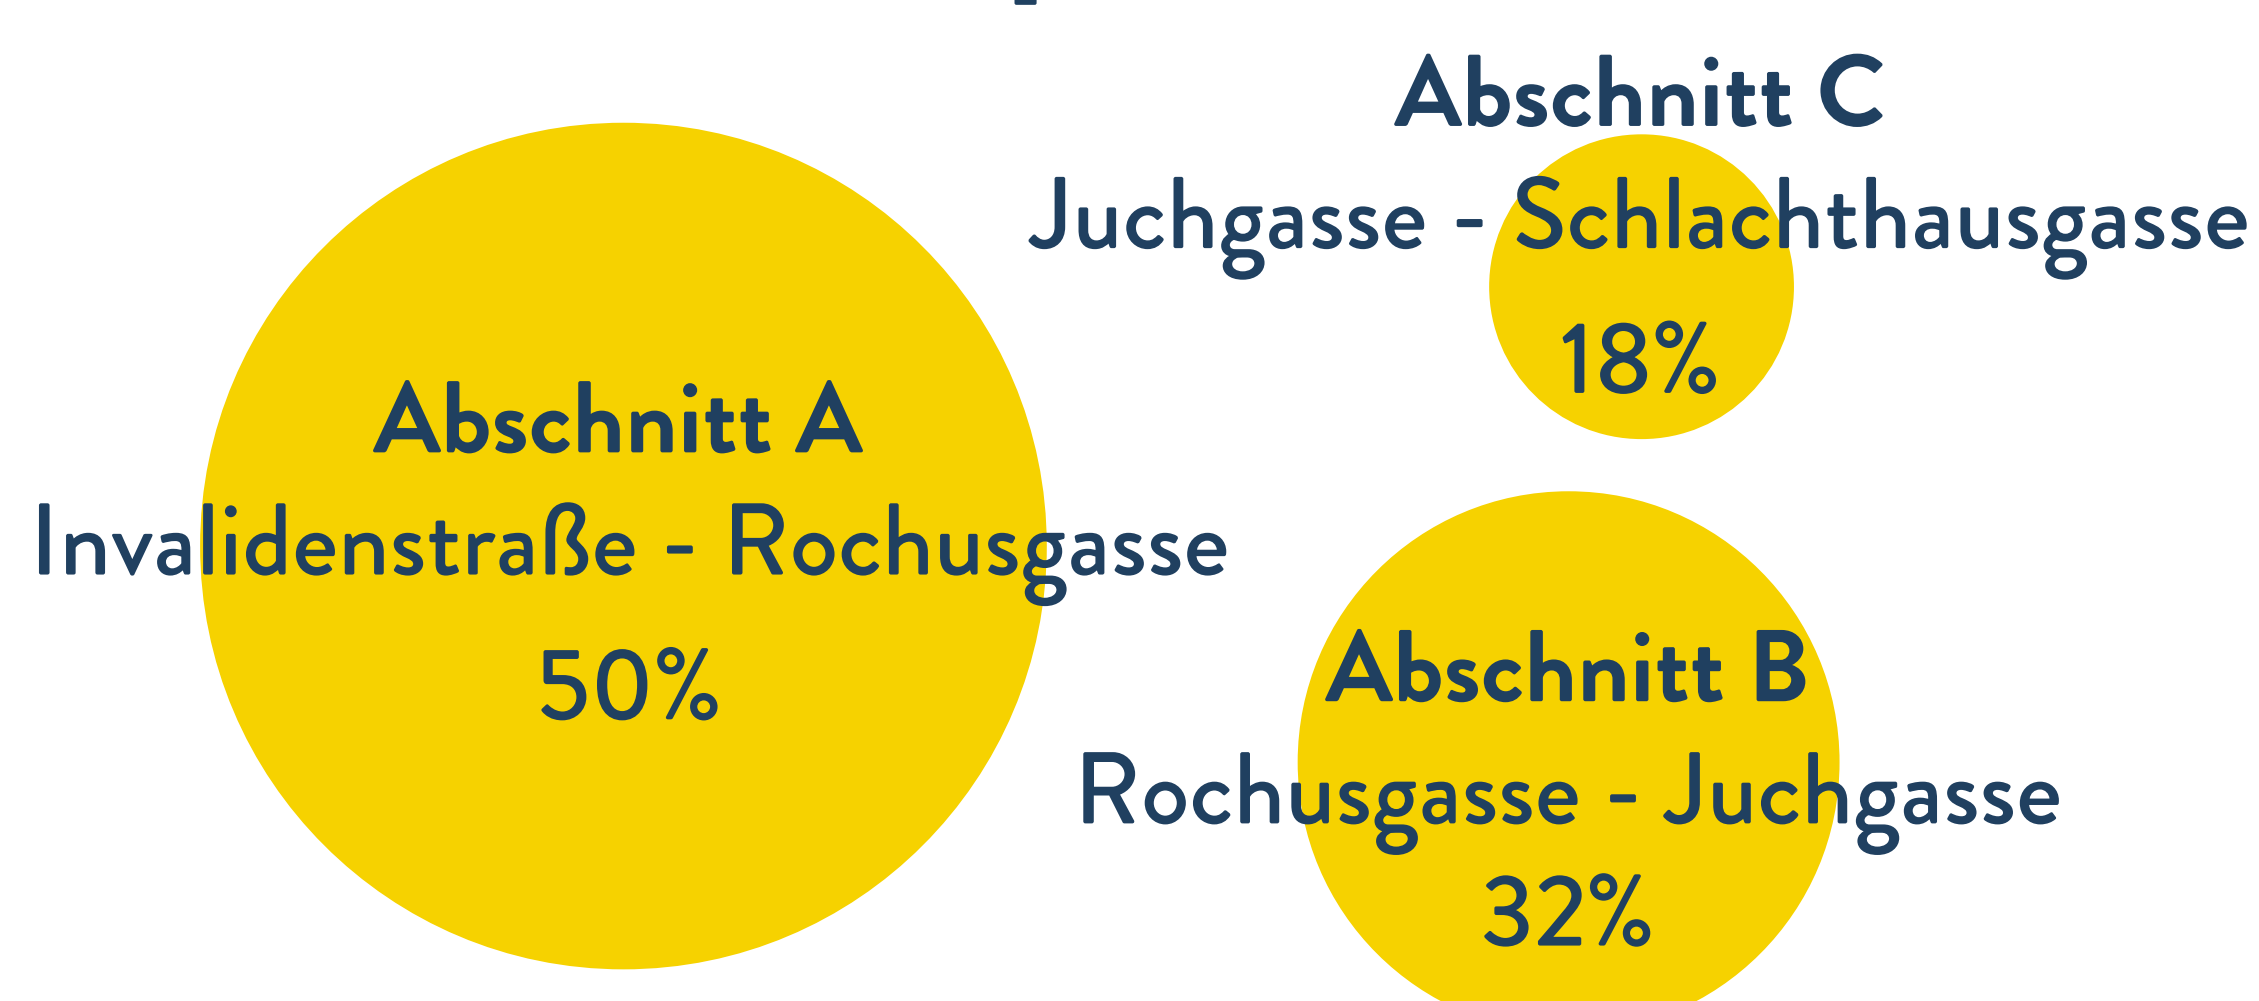 Abschnitt A
Invalidenstraße - Rochusgasse
50%
Abschnitt C
Juchgasse - Schlachthausgasse
18%
Abschnitt B
Rochusgasse - Juchgasse
32%